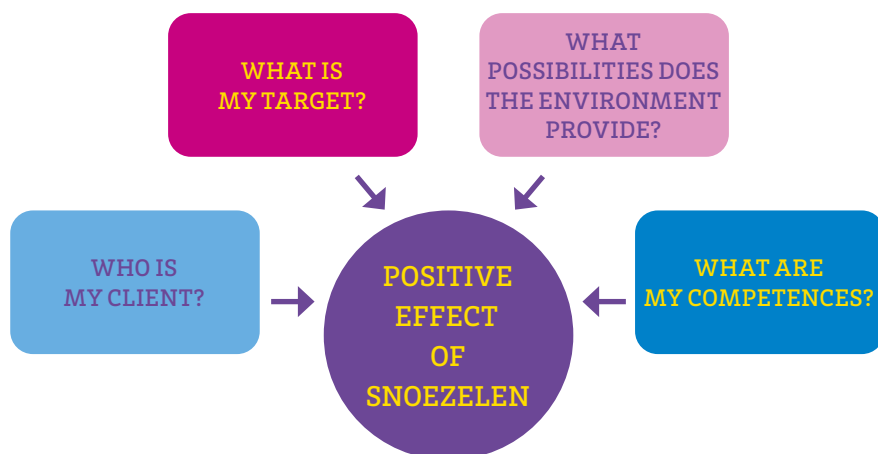 WHAT IS
MY TARGET?
WHAT
POSSIBILITIES DOES
THE ENVIRONMENT
PROVIDE?
WHO IS
MY CLIENT?
POSITIVE
EFFECT
OF
SNOEZELEN
WHAT ARE
MY COMPETENCES?